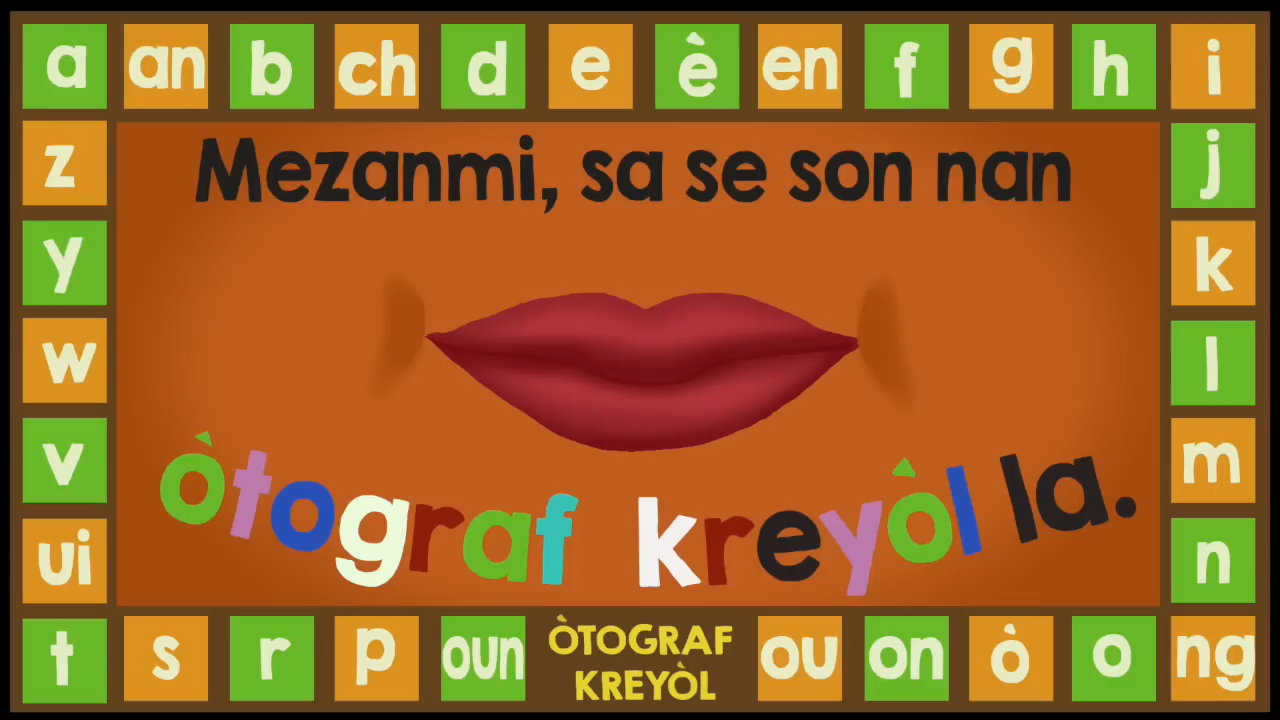 a an b ch d e è en f g h i
j
k
l
m
n
ng
o
ò
on
ou
ÒTOGRAF
KREYÒL
oun
p
r
s
t
ui
v
w
y
z
Mezanmi, sa se son nan
òtograf kreyòl la.